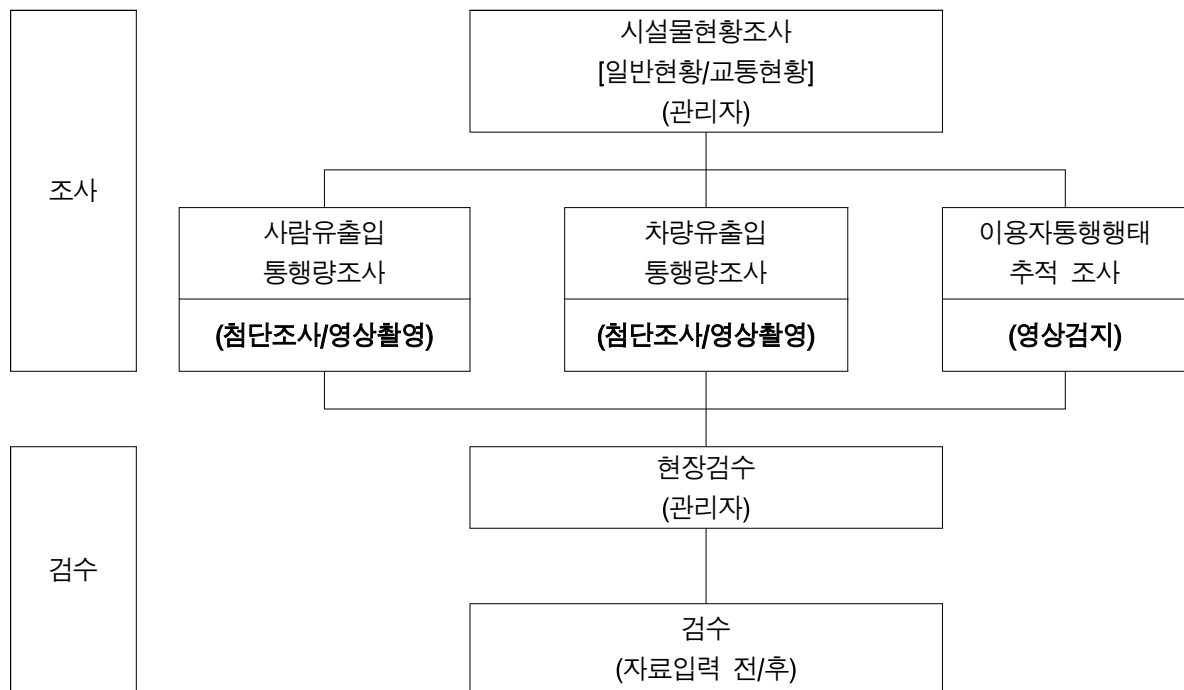 시설물현황조사
[일반현황/교통현황]
(관리자)
조사
사람유출입
통행량조사
(첨단조사/영상촬영)
차량유출입
통행량조사
(첨단조사/영상촬영)
이용자통행행태
추적 조사
(영상검지)
현장검수
(관리자)
검수
검수
(자료입력 전/후)